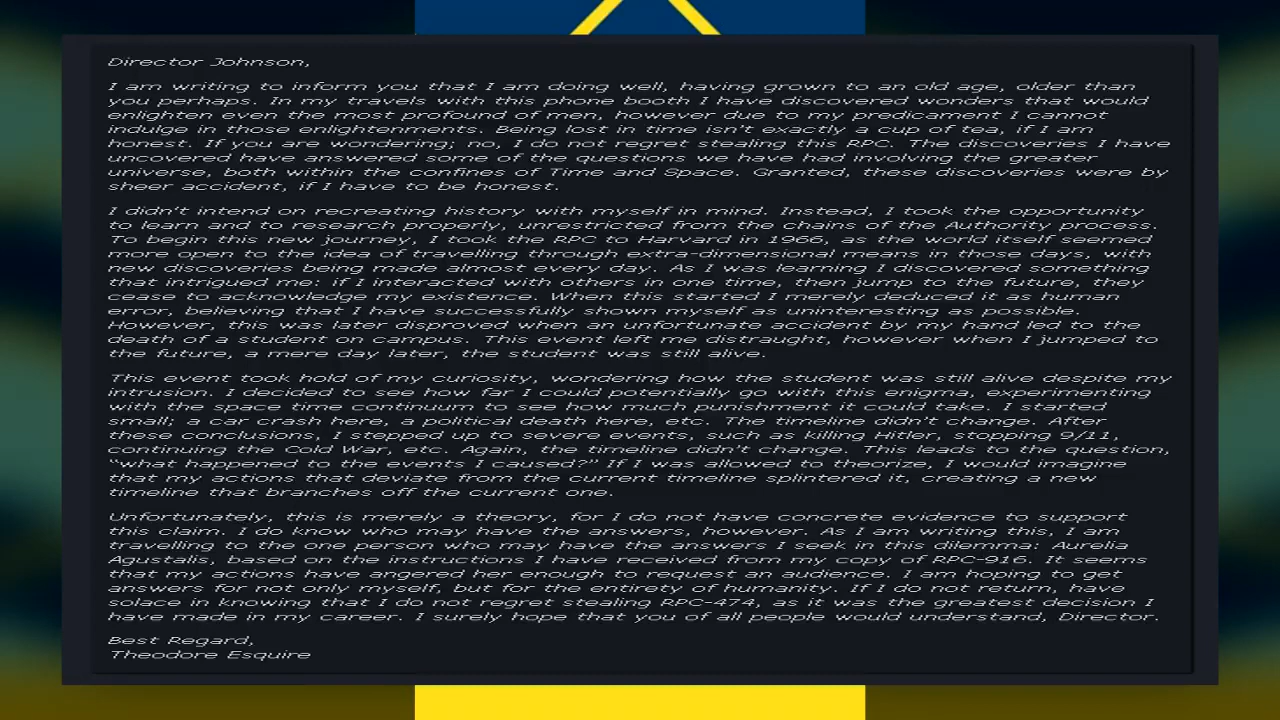 Director Johnson,
I am writing to inform you that I am doing well, having grown to an old age, older than
you perhaps. In my travels with this phone booth I have discovered wonders that would
enlighten even the most profound of men, however due to my predicament I cannot
indulge in those enlightenments. Being lost in time isn't exactly a cup of tea, if I am
honest. If you are wondering; no, I do not regret stealing this RPC. The discoveries I have
uncovered have answered some of the questions we have had involving the greater
universe, both within the confines of Time and Space. Granted, these discoveries were by
sheer accident, if I have to be honest.
I didn't intend on recreating history with myself in mind. Instead, I took the opportunity
to learn and to research properly, unrestricted from the chains of the Authority process.
To begin this new journey, I took the RPC to Harvard in 1966, as the world itself seemed
more open to the idea of travelling through extra-dimensional means in those days, with
new discoveries being made almost every day. As I was learning I discovered something
that intrigued me: if I interacted with others in one time, then jump to the future, they
cease to acknowledge my existence. When this started I merely deduced it as human
error, believing that I have successfully shown myself as uninteresting as possible.
However, this was later disproved when an unfortunate accident by my hand led to the
death of a student on campus. This event left me distraught, however when I jumped to
the future, a mere day later, the student was still alive.
This event took hold of my curiosity, wondering how the student was still alive despite my
intrusion. I decided to see how far I could potentially go with this enigma, experimenting
with the space time continuum to see how much punishment it could take. I started
small; a car crash here, a political death here, etc. The timeline didn't change. After
these conclusions, I stepped up to severe events, such as killing Hitler, stopping 9/11,
continuing the Cold War, etc. Again, the timeline didn't change. This leads to the question,
"what happened to the events I caused?" If I was allowed to theorize, I would imagine
that my actions that deviate from the current timeline splintered it, creating a new
timeline that branches off the current one.
Unfortunately, this is merely a theory, for I do not have concrete evidence to support
this claim. I do know who may have the answers, however. As I am writing this, I am
travelling to the one person who may have the answers I seek in this dilemma: Aurelia
Agustalis, based on the instructions I have received from my copy of RPC-916. It seems
that my actions have angered her enough to request an audience. I am hoping to get
answers for not only myself, but for the entirety of humanity. If I do not return, have
solace in knowing that I do not regret stealing RPC-474, as it was the greatest decision I
have made in my career. I surely hope that you of all people would understand, Director.
Best Regard,
Theodore Esquire